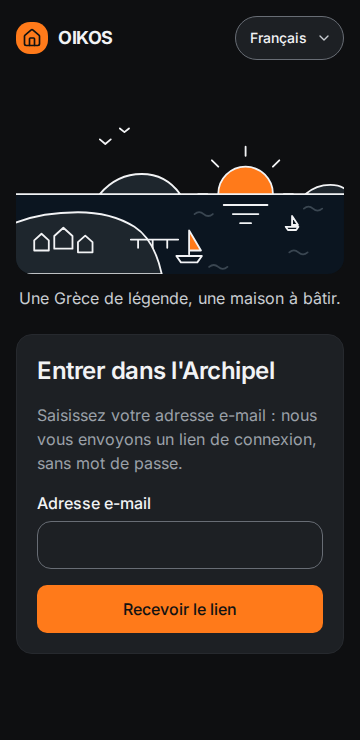 OIKOS
Français
Une Grèce de légende, une maison à bâtir.
Entrer dans l'Archipel
Saisissez votre adresse e-mail : nous
vous envoyons un lien de connexion,
sans mot de passe.
Adresse e-mail
Recevoir le lien